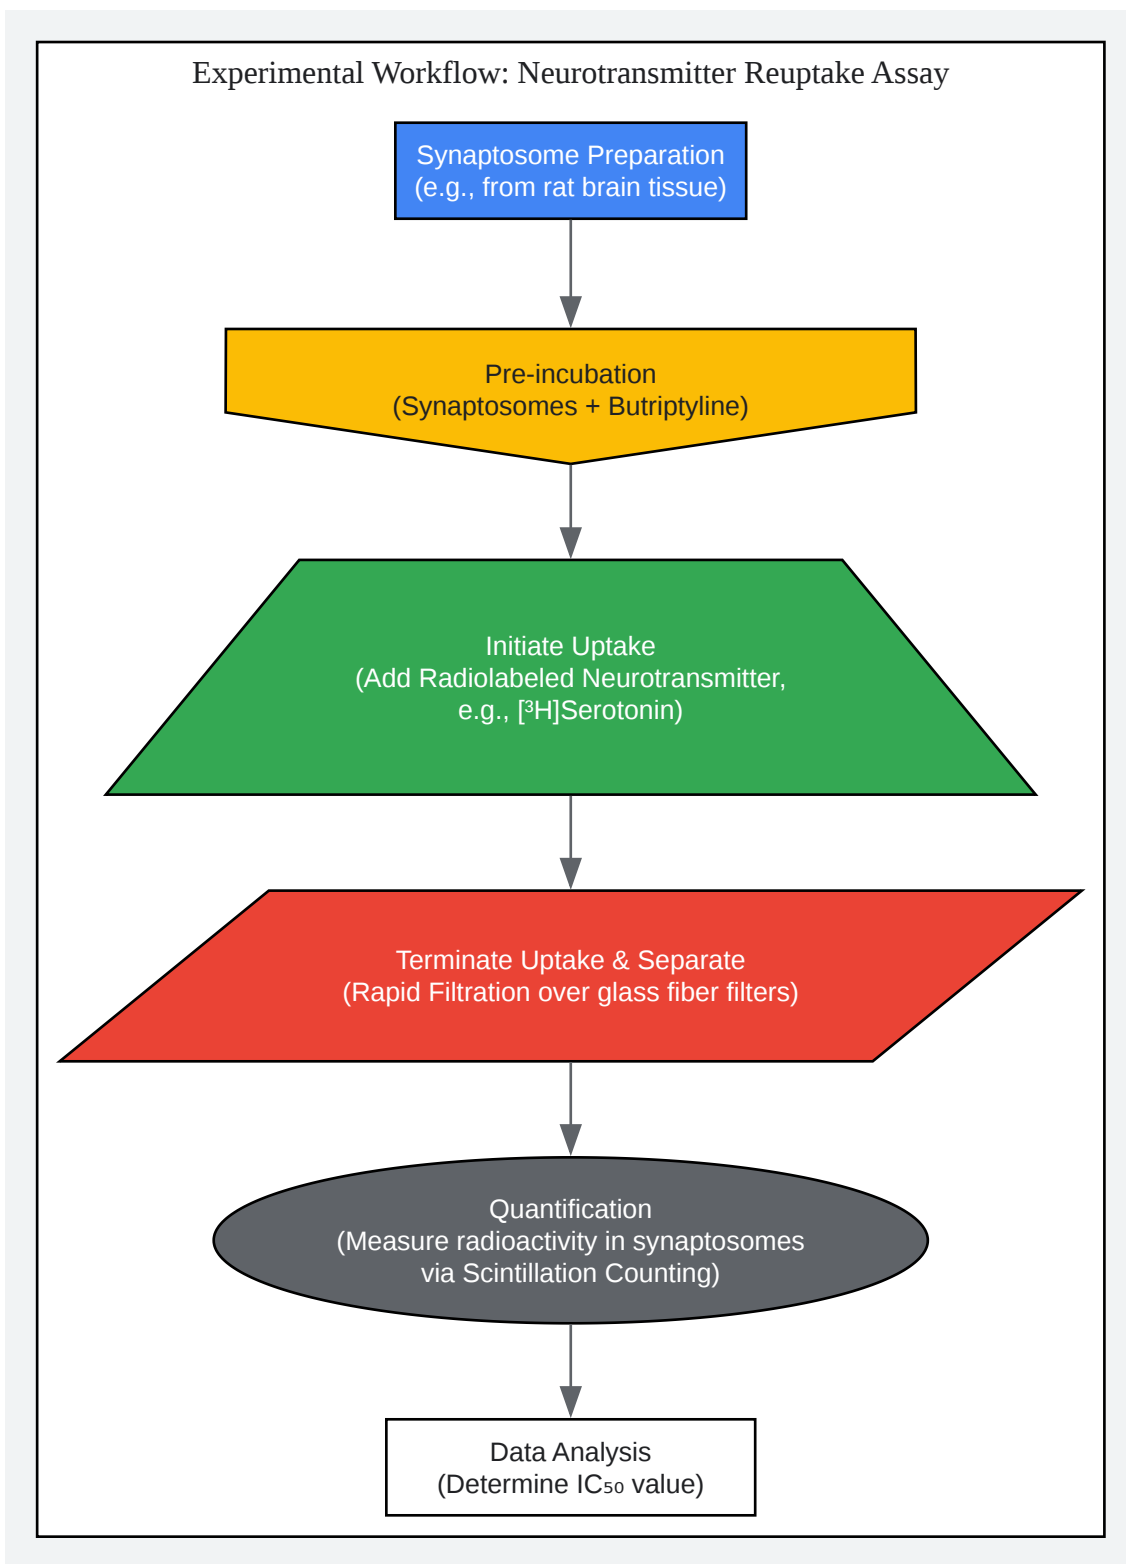 Experimental Workflow: Neurotransmitter Reuptake Assay
Synaptosome Preparation
(e.g., from rat brain tissue)
Pre-incubation
(Synaptosomes + Butriptyline)
Initiate Uptake
(Add Radiolabeled Neurotransmitter,
e.g., [³H]Serotonin)
Terminate Uptake & Separate
(Rapid Filtration over glass fiber filters)
Quantification
(Measure radioactivity in synaptosomes
via Scintillation Counting)
Data Analysis
(Determine IC₅₀ value)